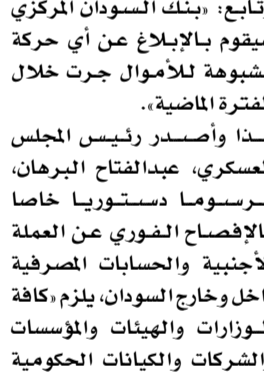 وتابع: «بنك السودان المركزي
سيقوم بالإبلاغ عن أي حركة
مشبوهة للأموال جرت خلال
الفترة الماضية».
هذا وأصدر رئيس المجلس
العسكري، عبدالفتاح البرهان،
مرسوما دستوريا خاصا
بالإفصاح الفوري عن العملة
الأجنبية والحسابات المصرفية
داخل وخارج السودان، يلزم «كافة
الوزارات والهيئات والمؤسسات
والشركات والكيانات الحكومية